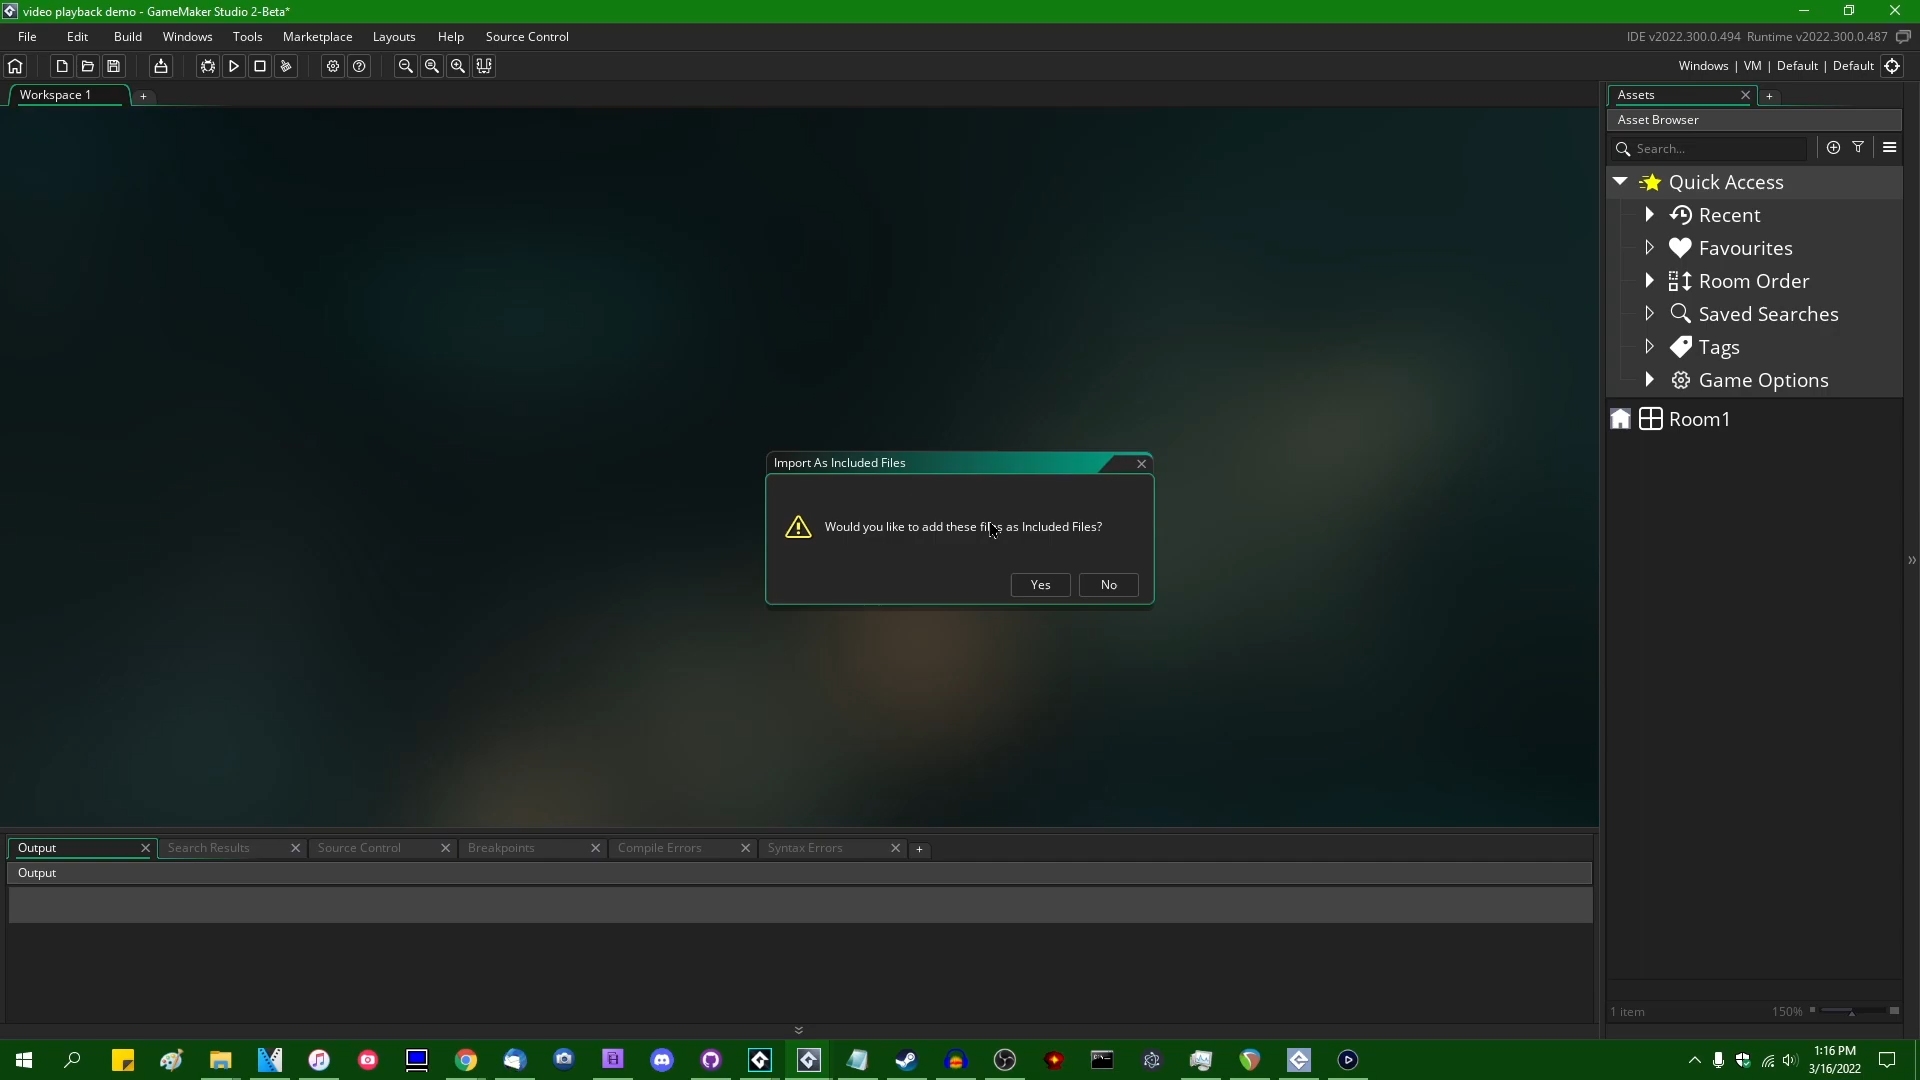 video playback demo - GameMaker Studio 2-Beta*
File Edit Build Windows Tools Marketplace Layouts Help Source Control
IDE v2022.300.0.494 Runtime v2022.300.0.487
Windows | VM | Default | Default
Workspace 1
Assets
Asset Browser
Search...
Quick Access
Recent
Favourites
Room Order
Saved Searches
Tags
Game Options
Room1
Import As Included Files
Would you like to add these files as Included Files?
Yes No
Output Search Results Source Control Breakpoints Compile Errors Syntax Errors
Output
1 item 150%
1:16 PM
3/16/2022